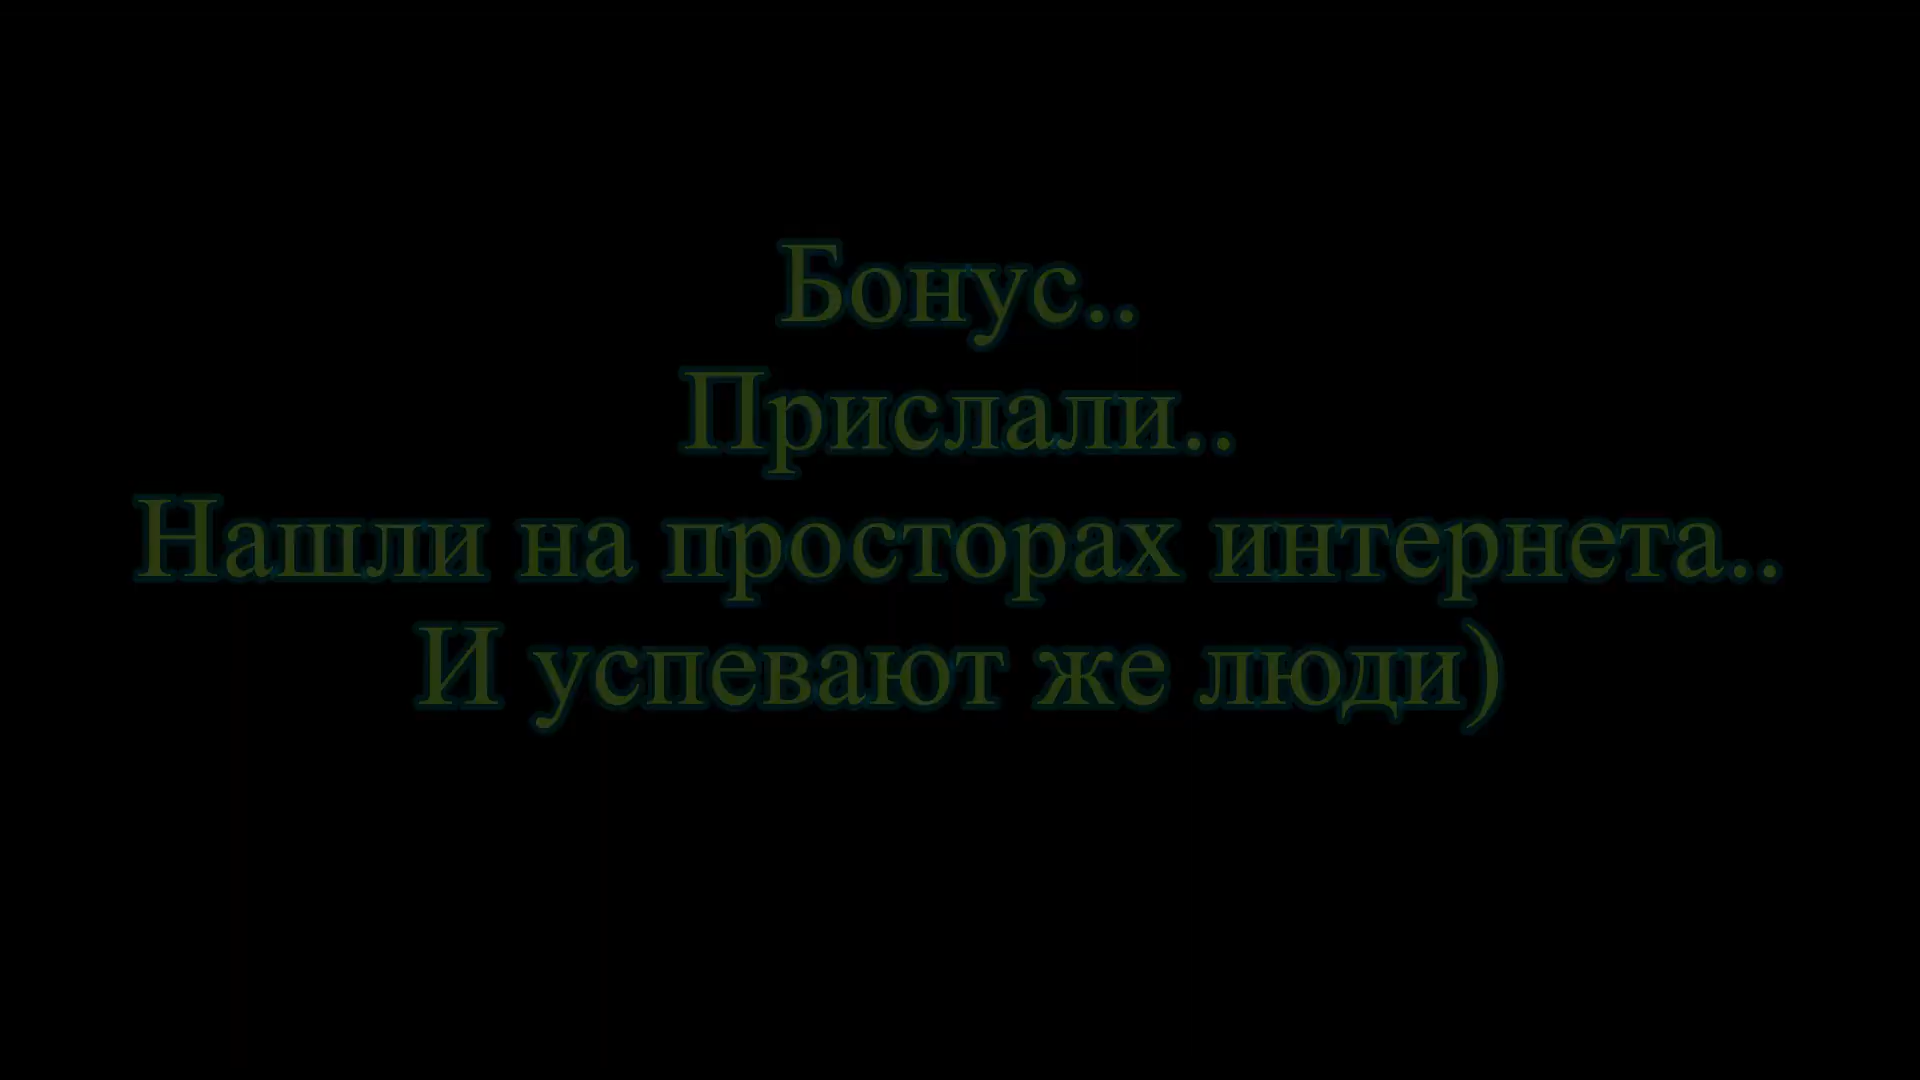 Бонус..
Прислали..
Нашли на просторах интернета..
И успевают же люди)